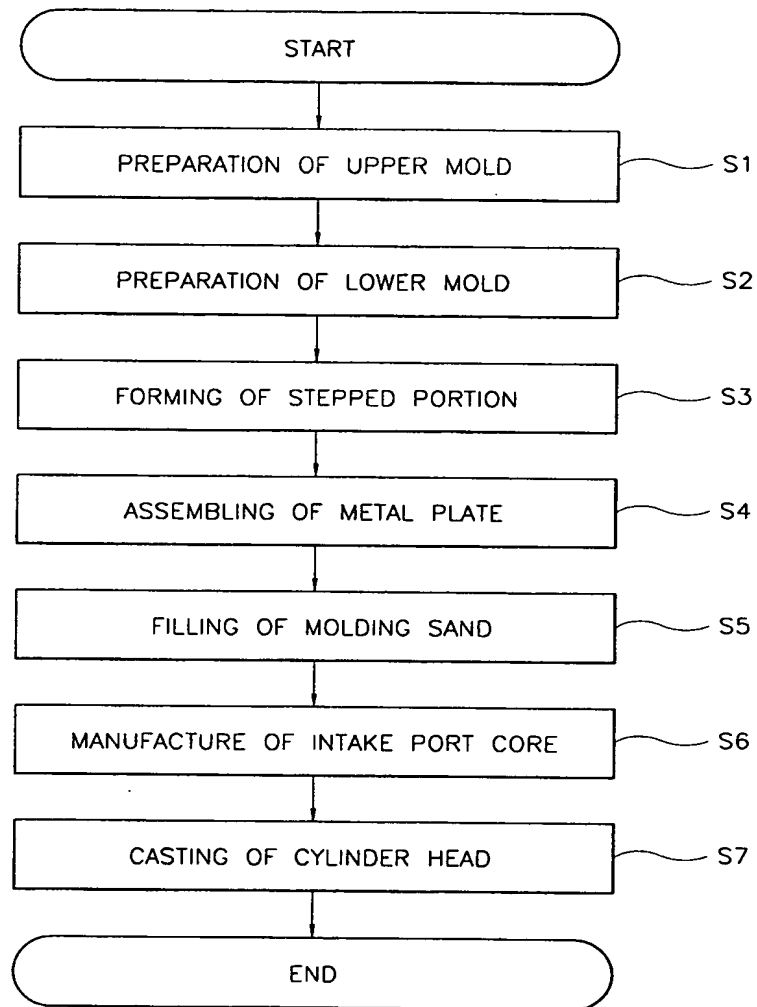 START
PREPARATION OF UPPER MOLD S1
PREPARATION OF LOWER MOLD S2
FORMING OF STEPPED PORTION S3
ASSEMBLING OF METAL PLATE S4
FILLING OF MOLDING SAND S5
MANUFACTURE OF INTAKE PORT CORE S6
CASTING OF CYLINDER HEAD S7
END